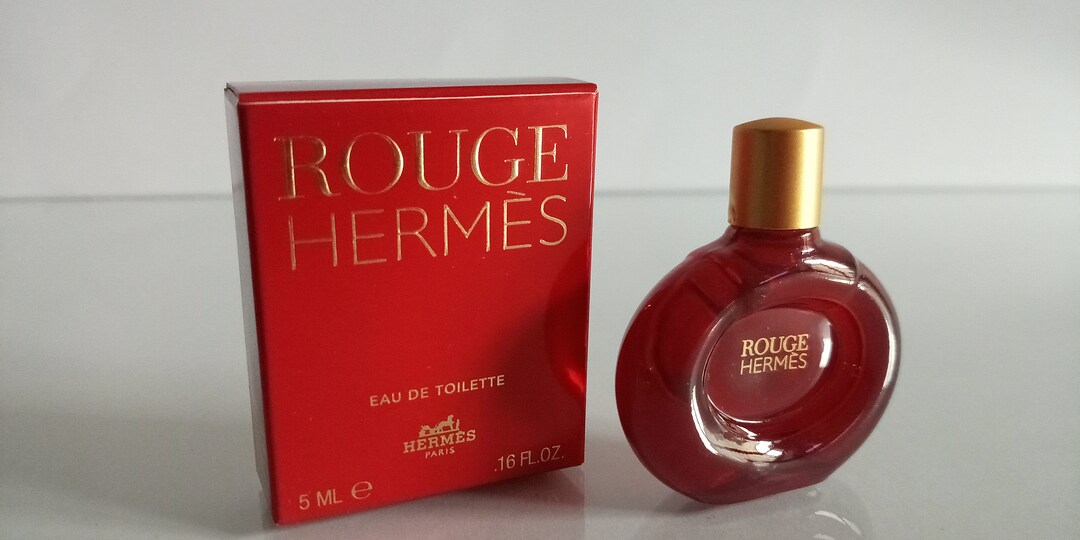 ROUGE
HERMÈS
EAU DE TOILETTE
HERMÈS
PARIS
5 ML ℮ .16 FL.OZ.
ROUGE
HERMÈS